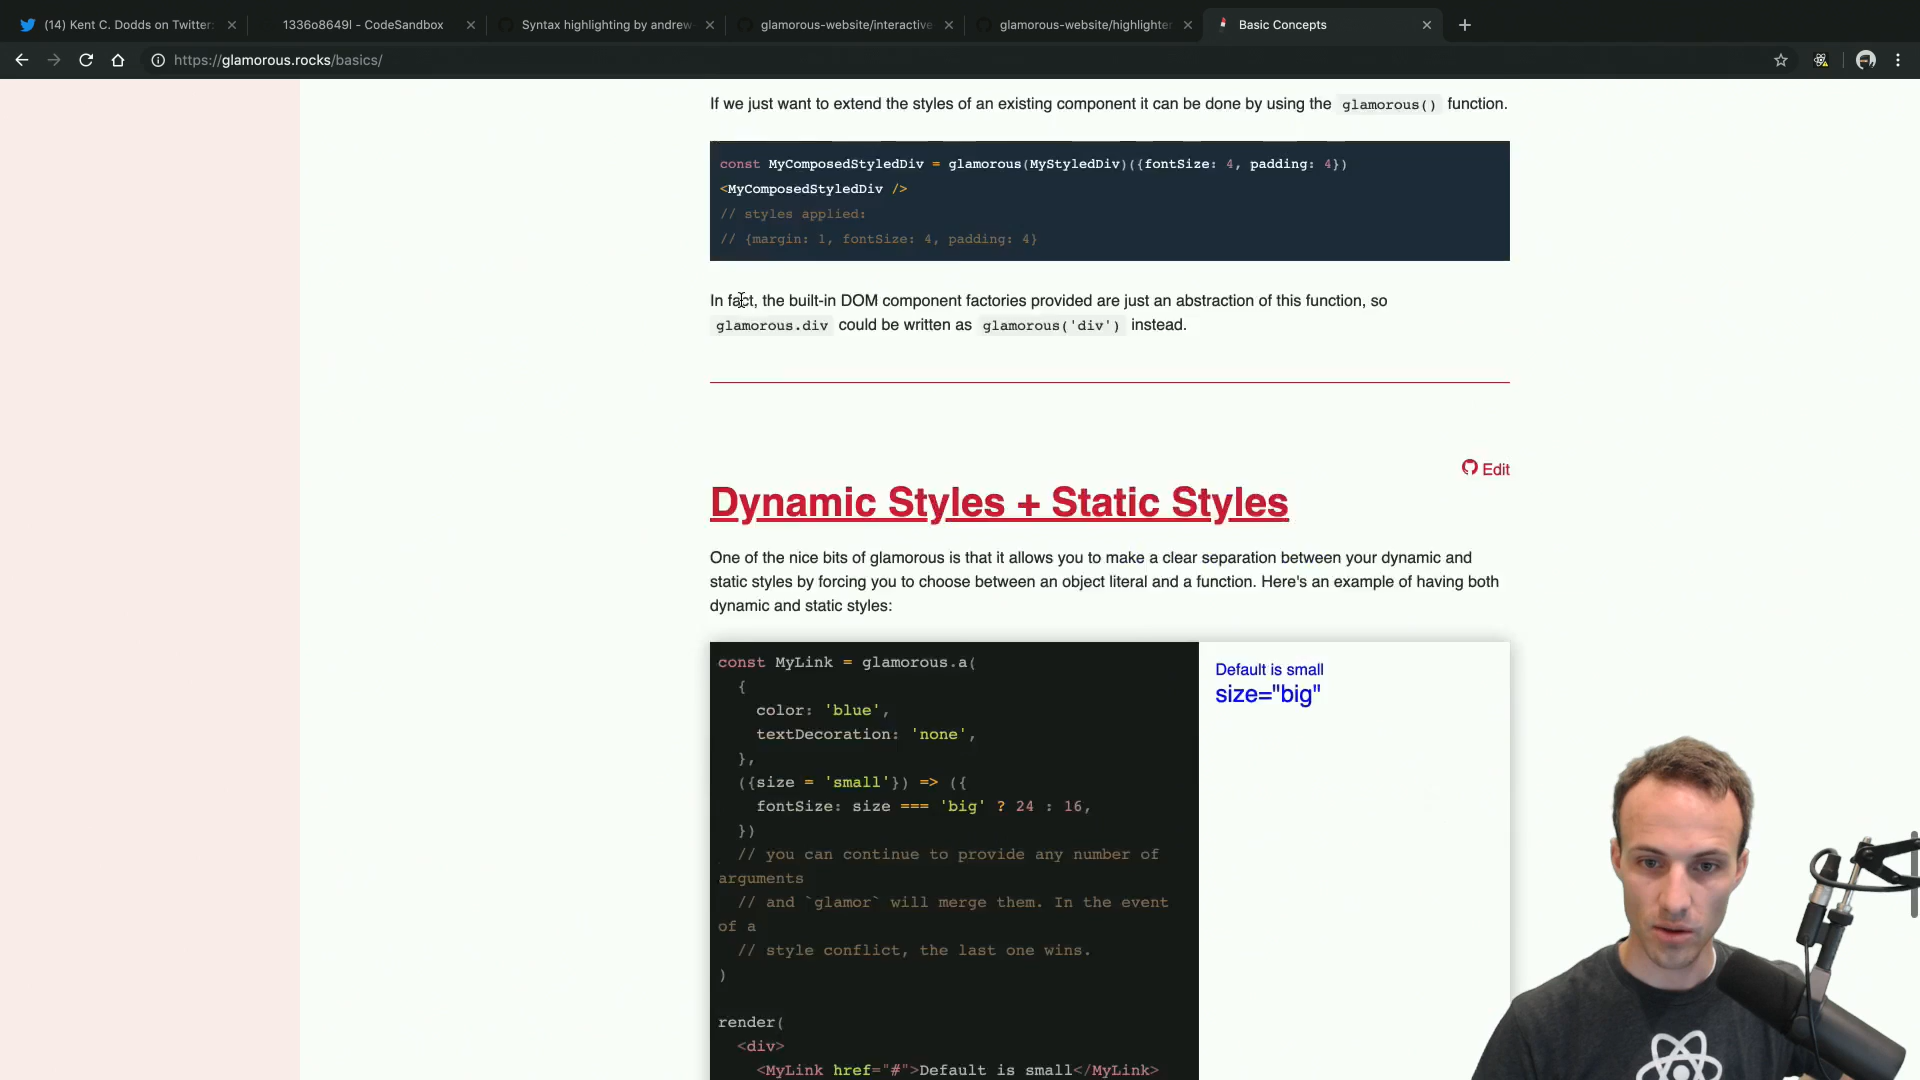 (14) Kent C. Dodds on Twitter:
1336o8649l - CodeSandbox
Syntax highlighting by andrew-
glamorous-website/interactive
glamorous-website/highlighter
Basic Concepts
https://glamorous.rocks/basics/
If we just want to extend the styles of an existing component it can be done by using the glamorous() function.
const MyComposedStyledDiv = glamorous(MyStyledDiv)({fontSize: 4, padding: 4})
<MyComposedStyledDiv />
// styles applied:
// {margin: 1, fontSize: 4, padding: 4}
In fact, the built-in DOM component factories provided are just an abstraction of this function, so
glamorous.div could be written as glamorous('div') instead.
Edit
Dynamic Styles + Static Styles
One of the nice bits of glamorous is that it allows you to make a clear separation between your dynamic and
static styles by forcing you to choose between an object literal and a function. Here's an example of having both
dynamic and static styles:
const MyLink = glamorous.a(
{
color: 'blue',
textDecoration: 'none',
},
({size = 'small'}) => ({
fontSize: size === 'big' ? 24 : 16,
})
// you can continue to provide any number of
arguments
// and `glamor` will merge them. In the event
of a
// style conflict, the last one wins.
)
render(
<div>
<MyLink href="#">Default is small</MyLink>
Default is small
size="big"